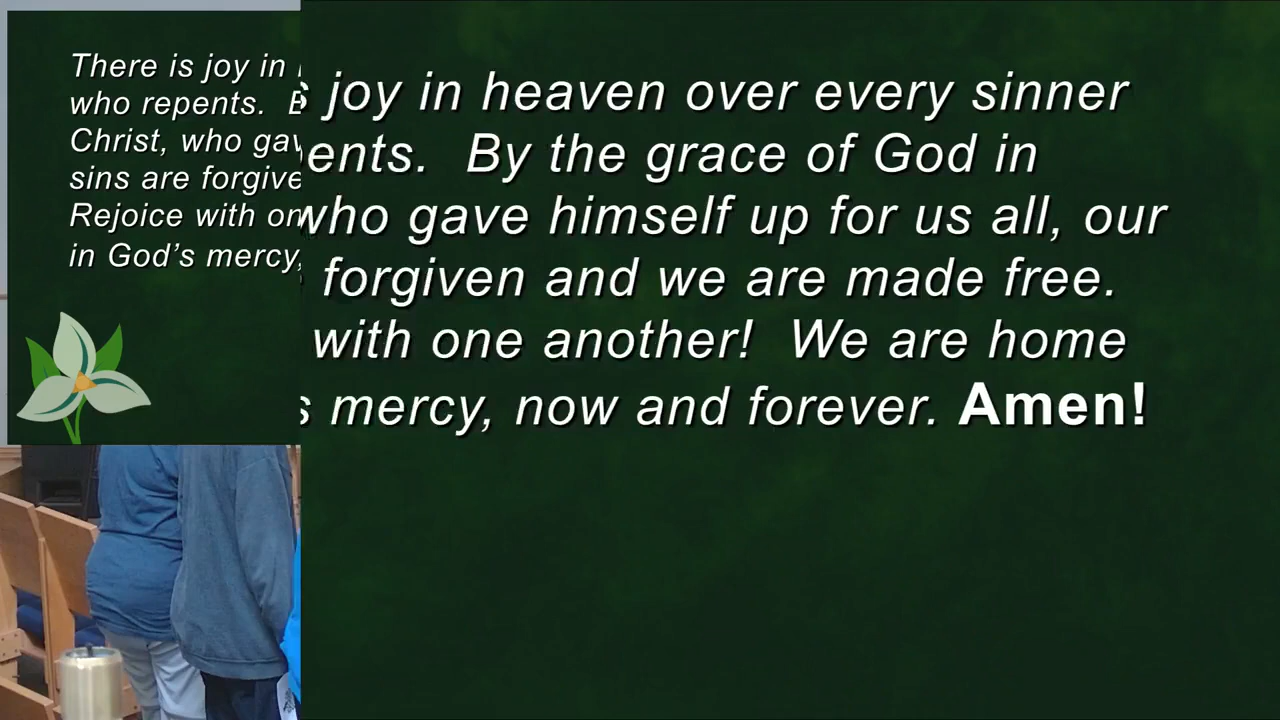 There is joy in
who repents.
Christ, who gav
sins are forgive
Rejoice with on
in God's mercy,
joy in heaven over every sinner
ents. By the grace of God in
who gave himself up for us all, our
forgiven and we are made free.
with one another! We are home
s mercy, now and forever. Amen!